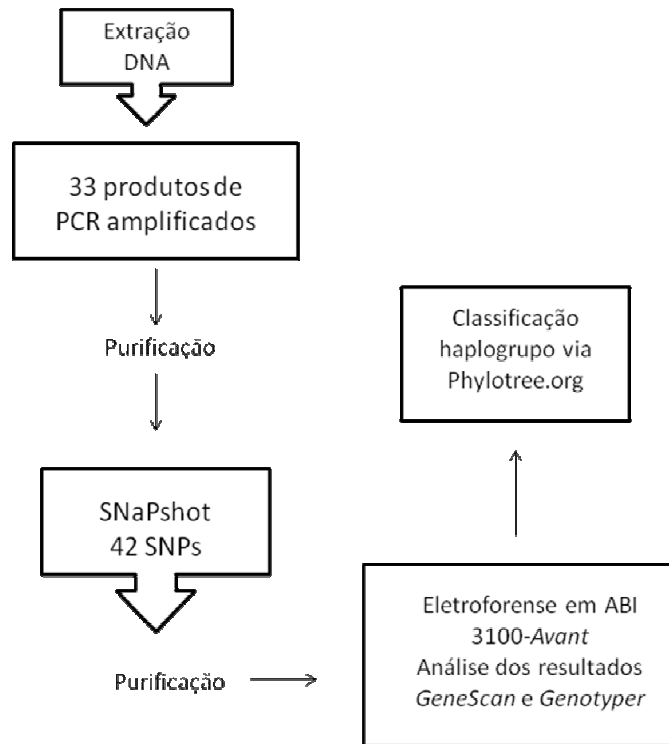 Extração
DNA
33 produtos de
PCR amplificados
Purificação
SNaPshot
42 SNPs
Purificação
Eletroforense em ABI
3100-Avant
Análise dos resultados
GeneScan e Genotyper
Classificação
haplogrupo via
Phylotree.org